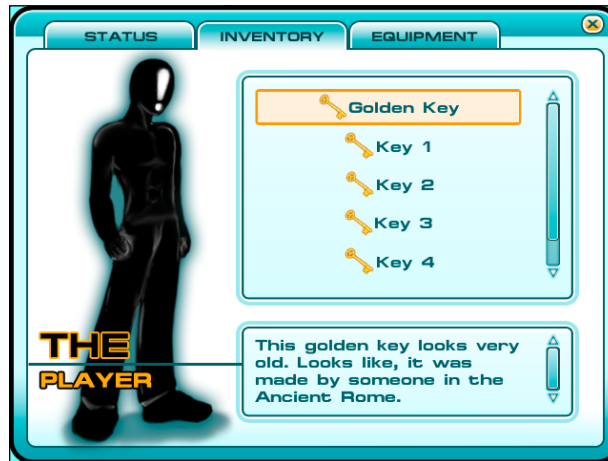 STATUS
INVENTORY
EQUIPMENT
Golden Key
Key 1
Key 2
Key 3
Key 4
THE
PLAYER
This golden key looks very
old. Looks like, it was
made by someone in the
Ancient Rome.